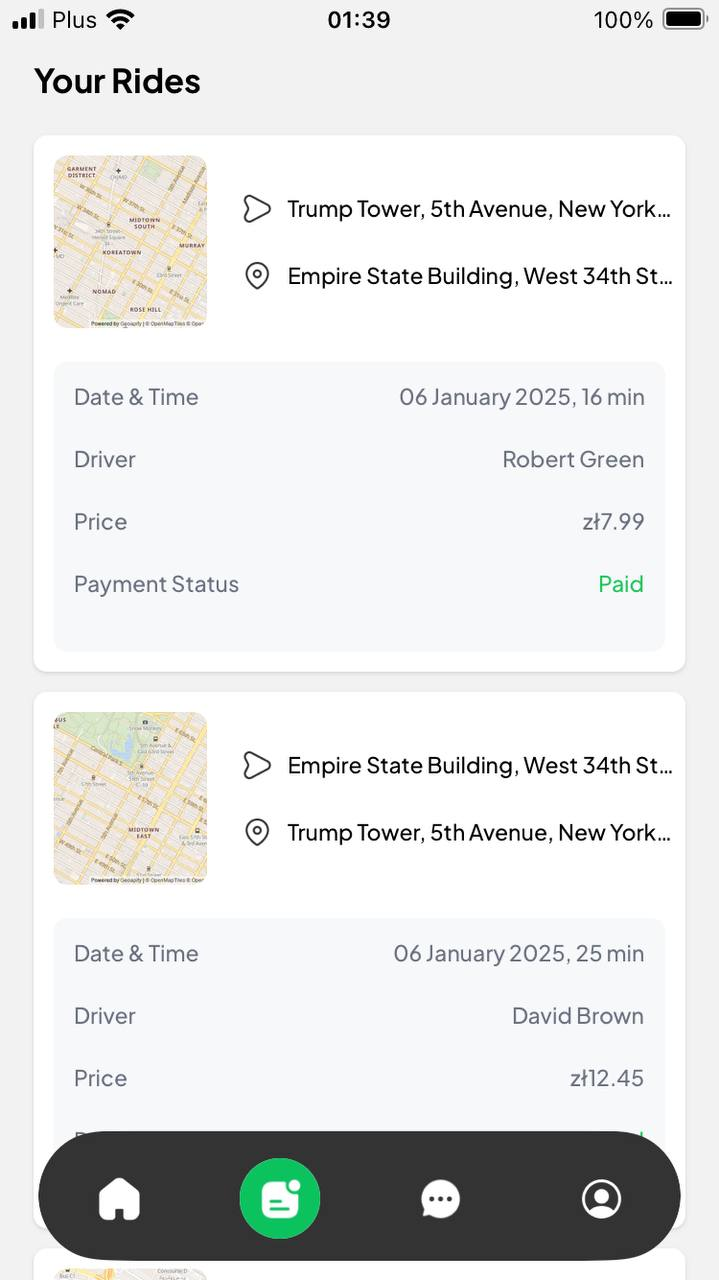 Plus
01:39
100%
Your Rides
GARMENT
DISTRICT
MIDTOWN
SOUTH
KOREATOWN
MURRAY
NOMAD
ROSE HILL
Powered by Geoapify | © OpenMapTiles © Oper
Trump Tower, 5th Avenue, New York...
Empire State Building, West 34th St...
Date & Time
06 January 2025, 16 min
Driver
Robert Green
Price
zł7.99
Payment Status
Paid
MIDTOWN
EAST
Powered by Geoapify | © OpenMapTiles © Oper
Empire State Building, West 34th St...
Trump Tower, 5th Avenue, New York...
Date & Time
06 January 2025, 25 min
Driver
David Brown
Price
zł12.45